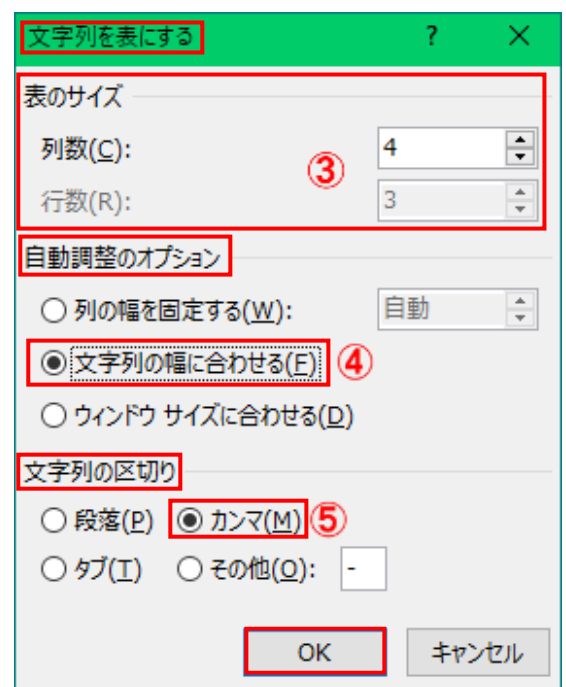 文字列を表にする ? ×
表のサイズ
列数(C): 4
③
行数(R): 3
自動調整のオプション
列の幅を固定する(W): 自動
文字列の幅に合わせる(F) ④
ウィンドウ サイズに合わせる(D)
文字列の区切り
段落(P) カンマ(M) ⑤
タブ(T) その他(O): -
OK キャンセル